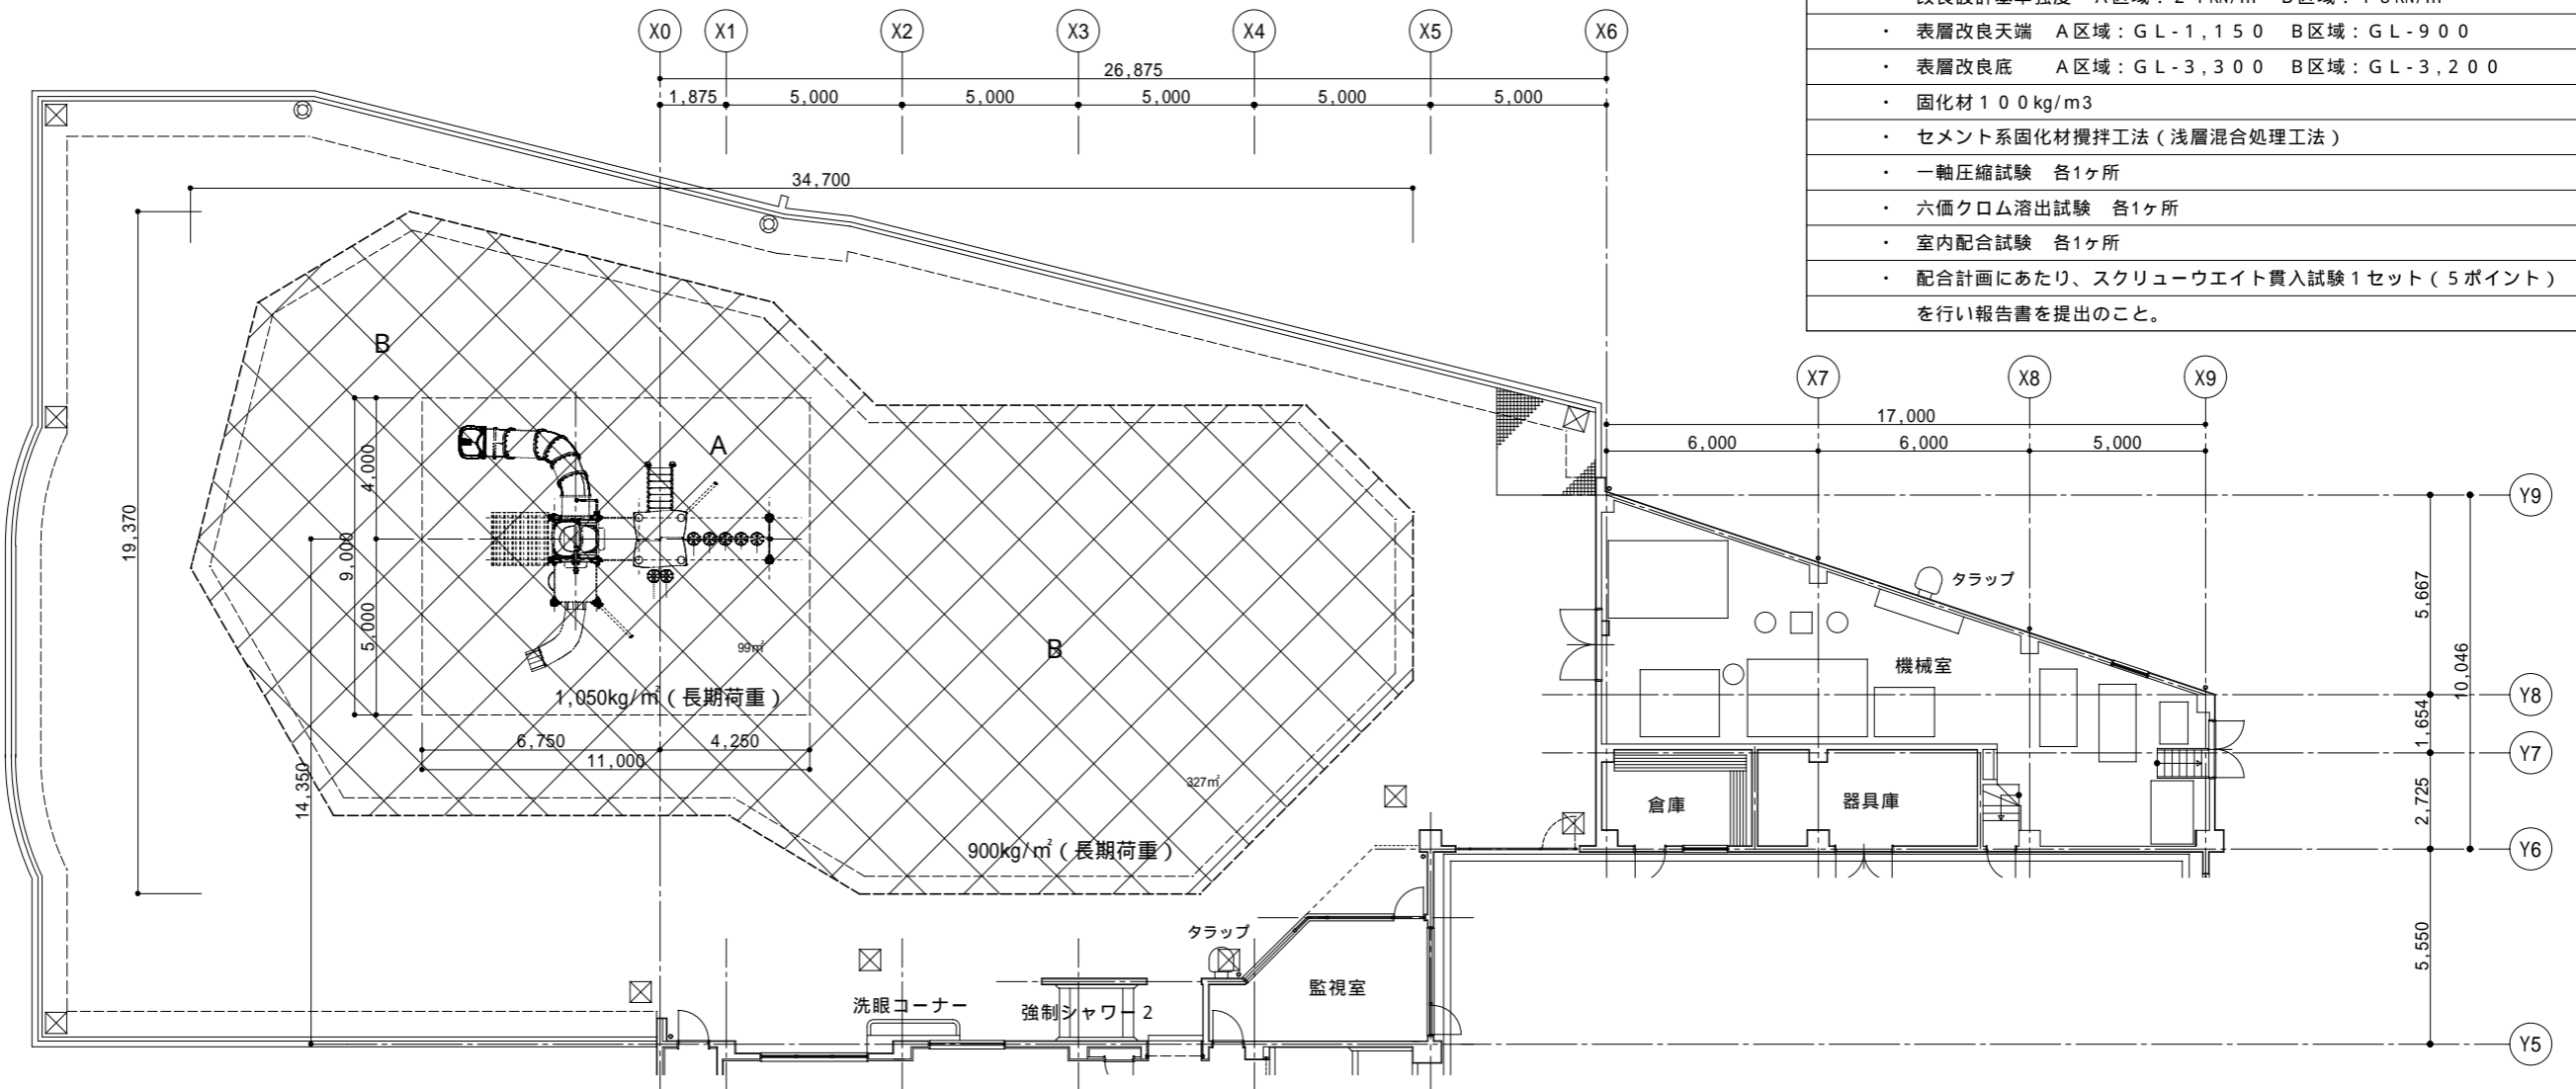 ・ 表層改良天端 A区域：GL-1,150 B区域：GL-900
・ 表層改良底 A区域：GL-3,300 B区域：GL-3,200
・ 固化材100kg/m3
・ セメント系固化材攪拌工法（浅層混合処理工法）
・ 一軸圧縮試験 各1ヶ所
・ 六価クロム溶出試験 各1ヶ所
・ 室内配合試験 各1ヶ所
・ 配合計画にあたり、スクリューウエイト貫入試験1セット（5ポイント）
を行い報告書を提出のこと。
X0 X1 X2 X3 X4 X5 X6
26,875
1,875 5,000 5,000 5,000 5,000 5,000
34,700
19,370
14,350
B
A
4,000
9,000
5,000
99㎡
1,050kg/㎡（長期荷重）
6,750 4,250
11,000
B
327㎡
900kg/㎡（長期荷重）
X7 X8 X9
17,000
6,000 6,000 5,000
タラップ
機械室
倉庫
器具庫
Y9
5,667
10,046
Y8
1,654
Y7
2,725
Y6
5,550
Y5
タラップ
監視室
洗眼コーナー
強制シャワー2